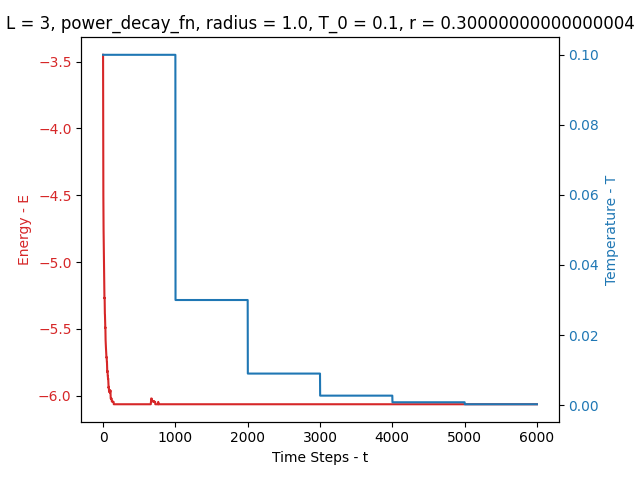 L = 3, power_decay_fn, radius = 1.0, T_0 = 0.1, r = 0.30000000000000004
−3.5
−4.0
−4.5
−5.0
−5.5
−6.0
Energy - E
0.10
0.08
0.06
0.04
0.02
0.00
Temperature - T
0 1000 2000 3000 4000 5000 6000
Time Steps - t